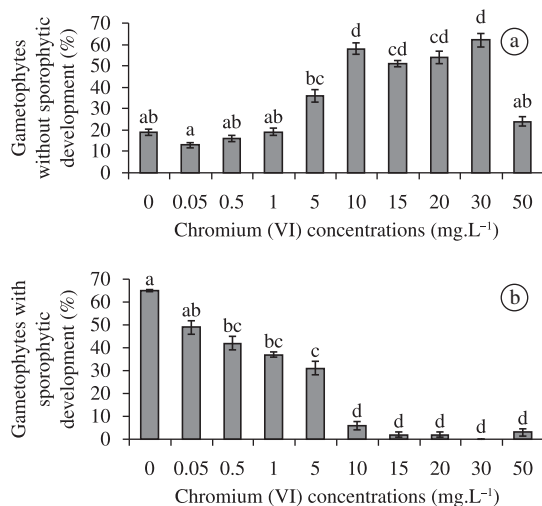 Gametophytes
without sporophytic
development (%)
70
60
50
40
30
20
10
0
ab
a
ab
ab
bc
d
cd
cd
d
ab
a
0 0.05 0.5 1 5 10 15 20 30 50
Chromium (VI) concentrations (mg.L⁻¹)
Gametophytes with
sporophytic
development (%)
70
60
50
40
30
20
10
0
a
ab
bc
bc
c
d
d
d
d
d
b
0 0.05 0.5 1 5 10 15 20 30 50
Chromium (VI) concentrations (mg.L⁻¹)